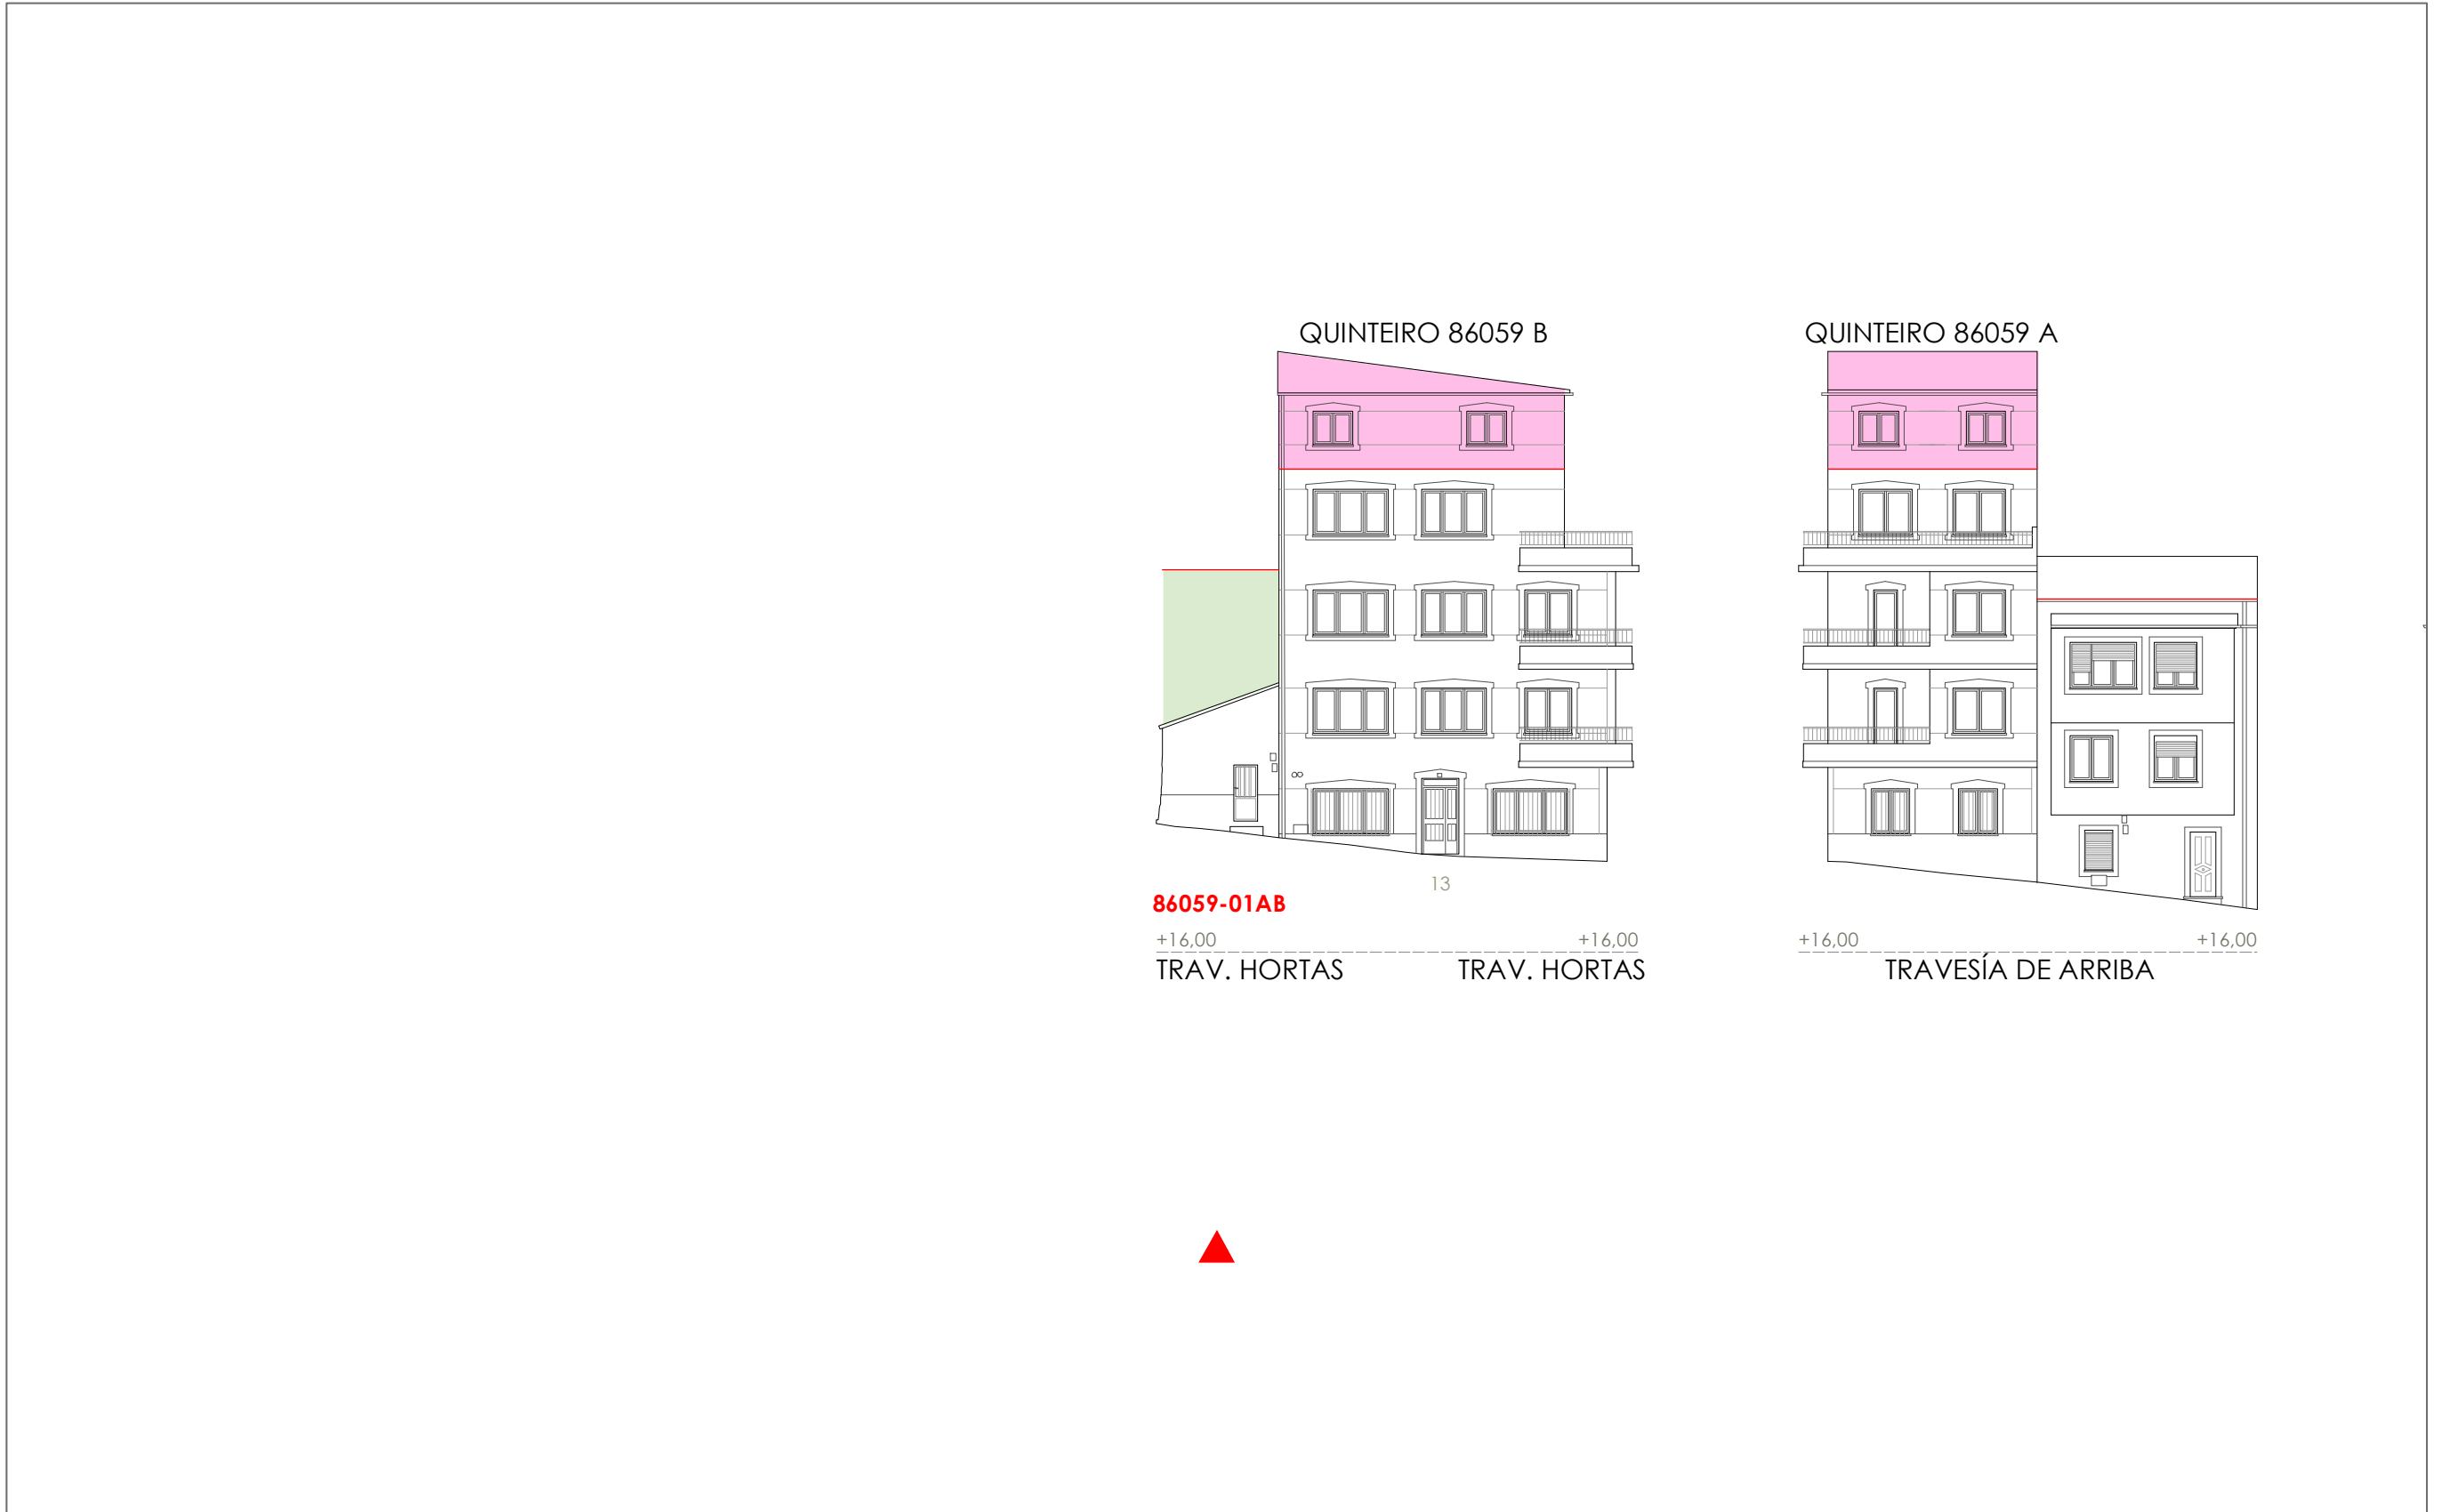 QUINTEIRO 86059 B
QUINTEIRO 86059 A
13
86059-01AB
+16,00
+16,00
+16,00
+16,00
TRAV. HORTAS
TRAV. HORTAS
TRAVESÍA DE ARRIBA